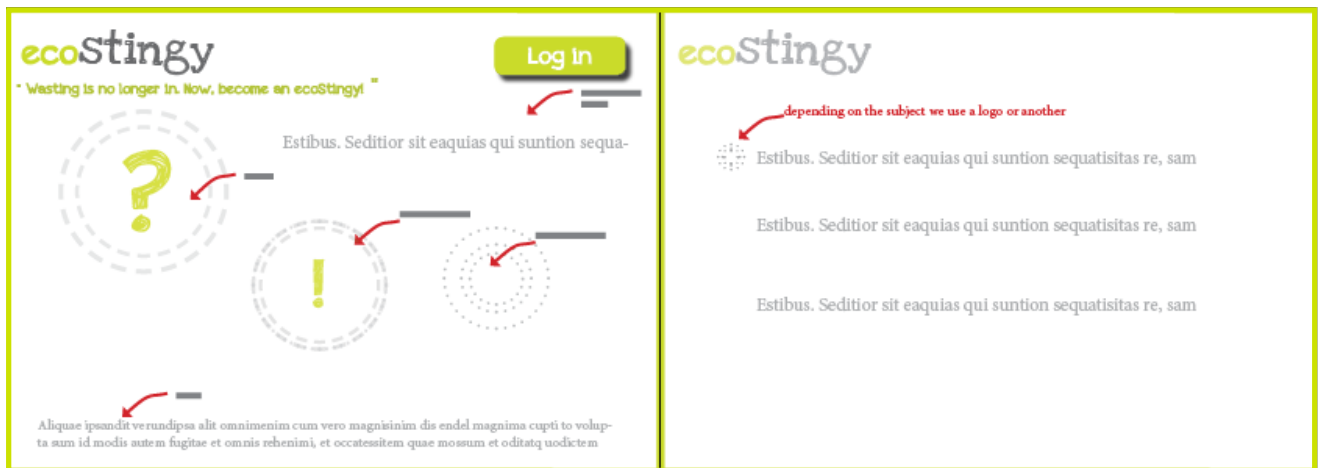 ecoStingy
Log in
" Wasting is no longer in. Now, become an ecoStingy! "
Estibus. Seditior sit eaquias qui suntion sequa-
?
!
Aliquae ipsandit verundipsa alit omnimenim cum vero magnisinim dis endel magnima cupti to volup-
ta sum id modis autem fugitae et omnis rehenimi, et occatessitem quae mossum et oditatq uodictem
ecoStingy
depending on the subject we use a logo or another
Estibus. Seditior sit eaquias qui suntion sequatisitas re, sam
Estibus. Seditior sit eaquias qui suntion sequatisitas re, sam
Estibus. Seditior sit eaquias qui suntion sequatisitas re, sam